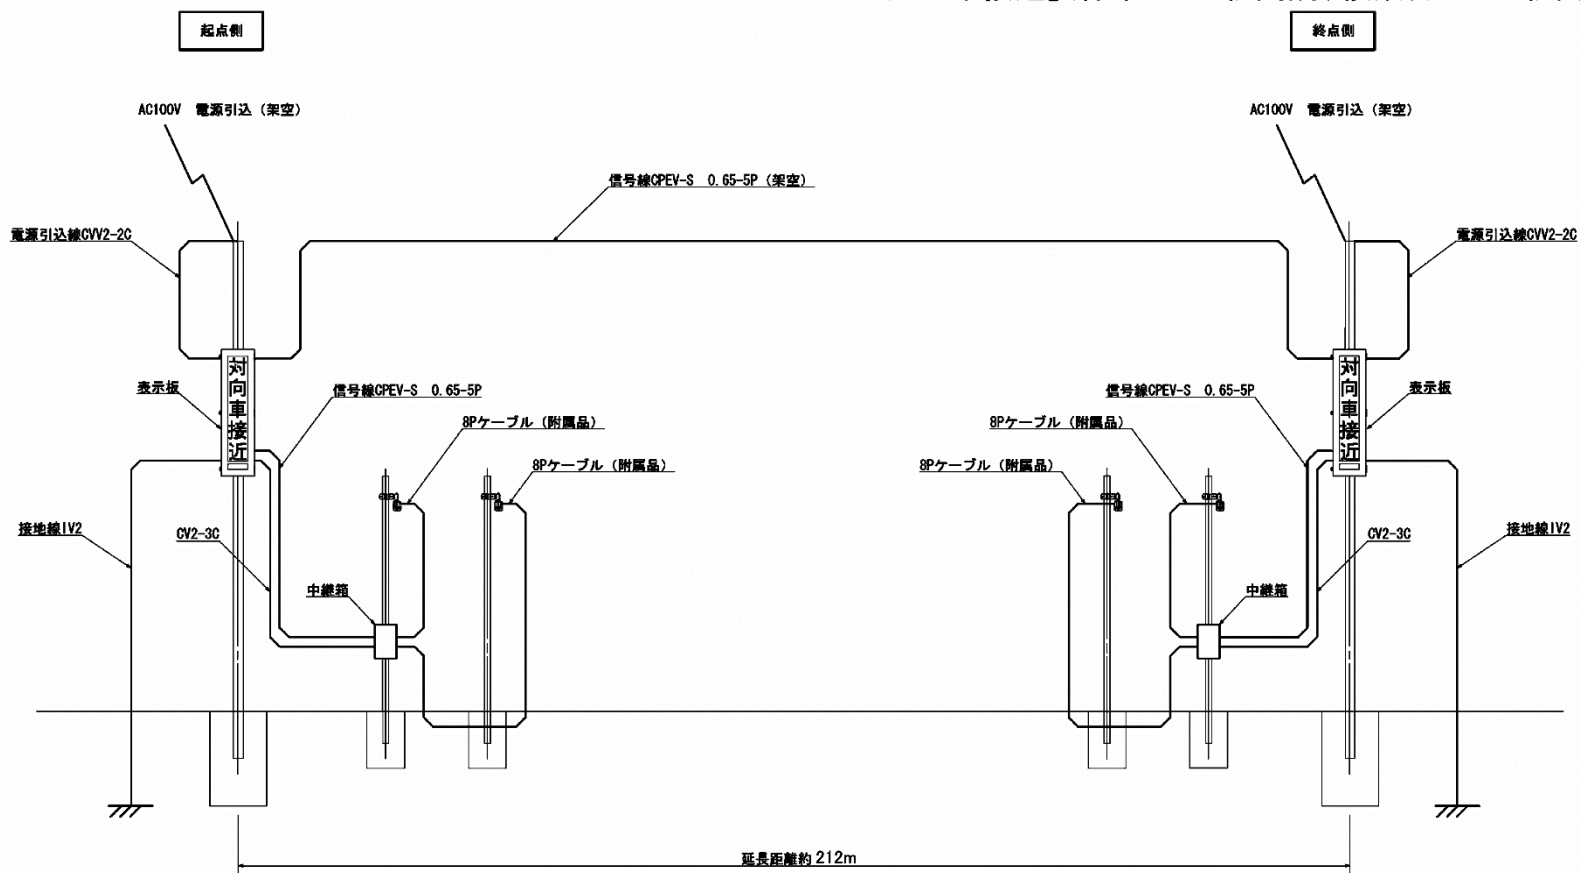 起点側
終点側
AC100V 電源引込（架空）
AC100V 電源引込（架空）
信号線CPEV-S 0.65-5P（架空）
電源引込線CVV2-2C
電源引込線CVV2-2C
対向車接近
対向車接近
表示板
表示板
信号線CPEV-S 0.65-5P
信号線CPEV-S 0.65-5P
8Pケーブル（附属品）
8Pケーブル（附属品）
8Pケーブル（附属品）
8Pケーブル（附属品）
接地線IV2
CV2-3C
CV2-3C
接地線IV2
中継箱
中継箱
延長距離約212m